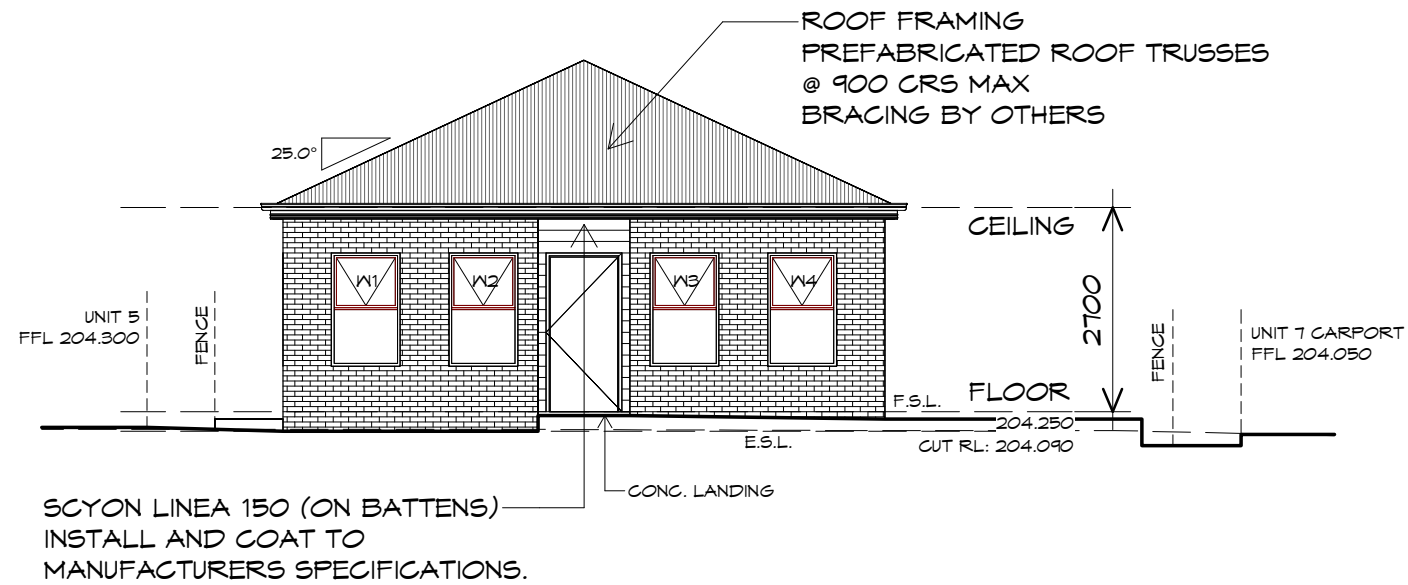 ROOF FRAMING
PREFABRICATED ROOF TRUSSES
@ 900 CRS MAX
BRACING BY OTHERS
25.0°
CEILING
2700
W1
W2
W3
W4
UNIT 5
FFL 204.300
FENCE
FENCE
UNIT 7 CARPORT
FFL 204.050
F.S.L.
FLOOR
204.250
E.S.L.
CUT RL: 204.090
CONC. LANDING
SCYON LINEA 150 (ON BATTENS)
INSTALL AND COAT TO
MANUFACTURERS SPECIFICATIONS.